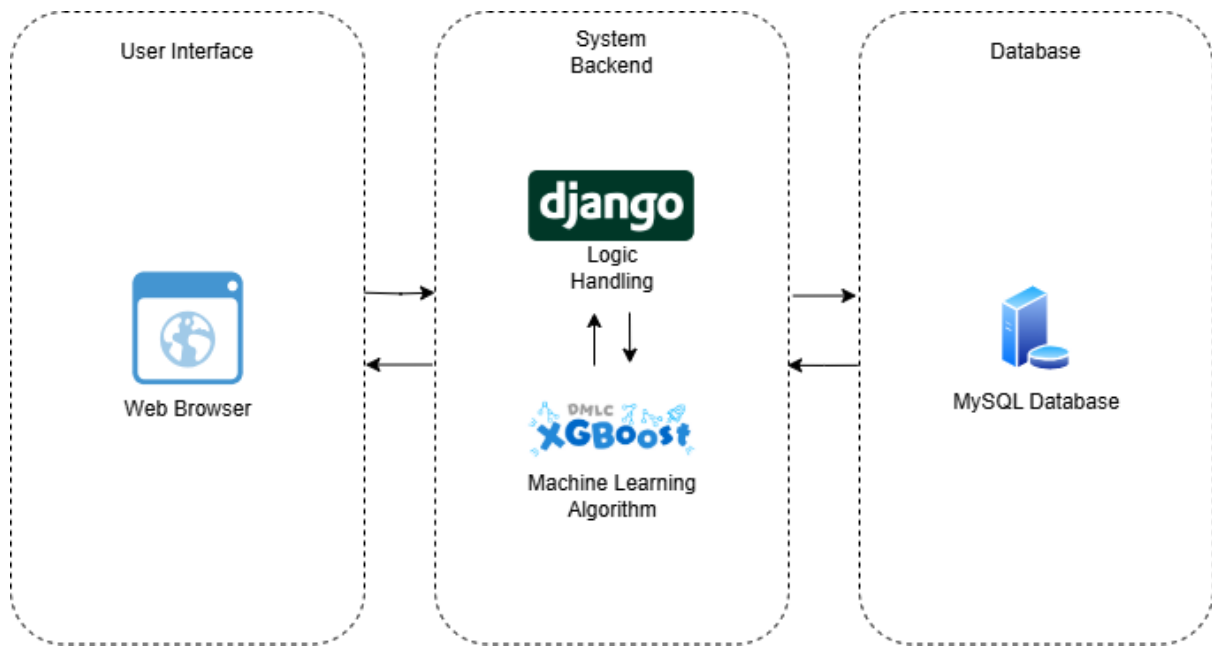 User Interface
System
Backend
Database
django
Logic
Handling
Web Browser
DMLC
XGBoost
Machine Learning
Algorithm
MySQL Database